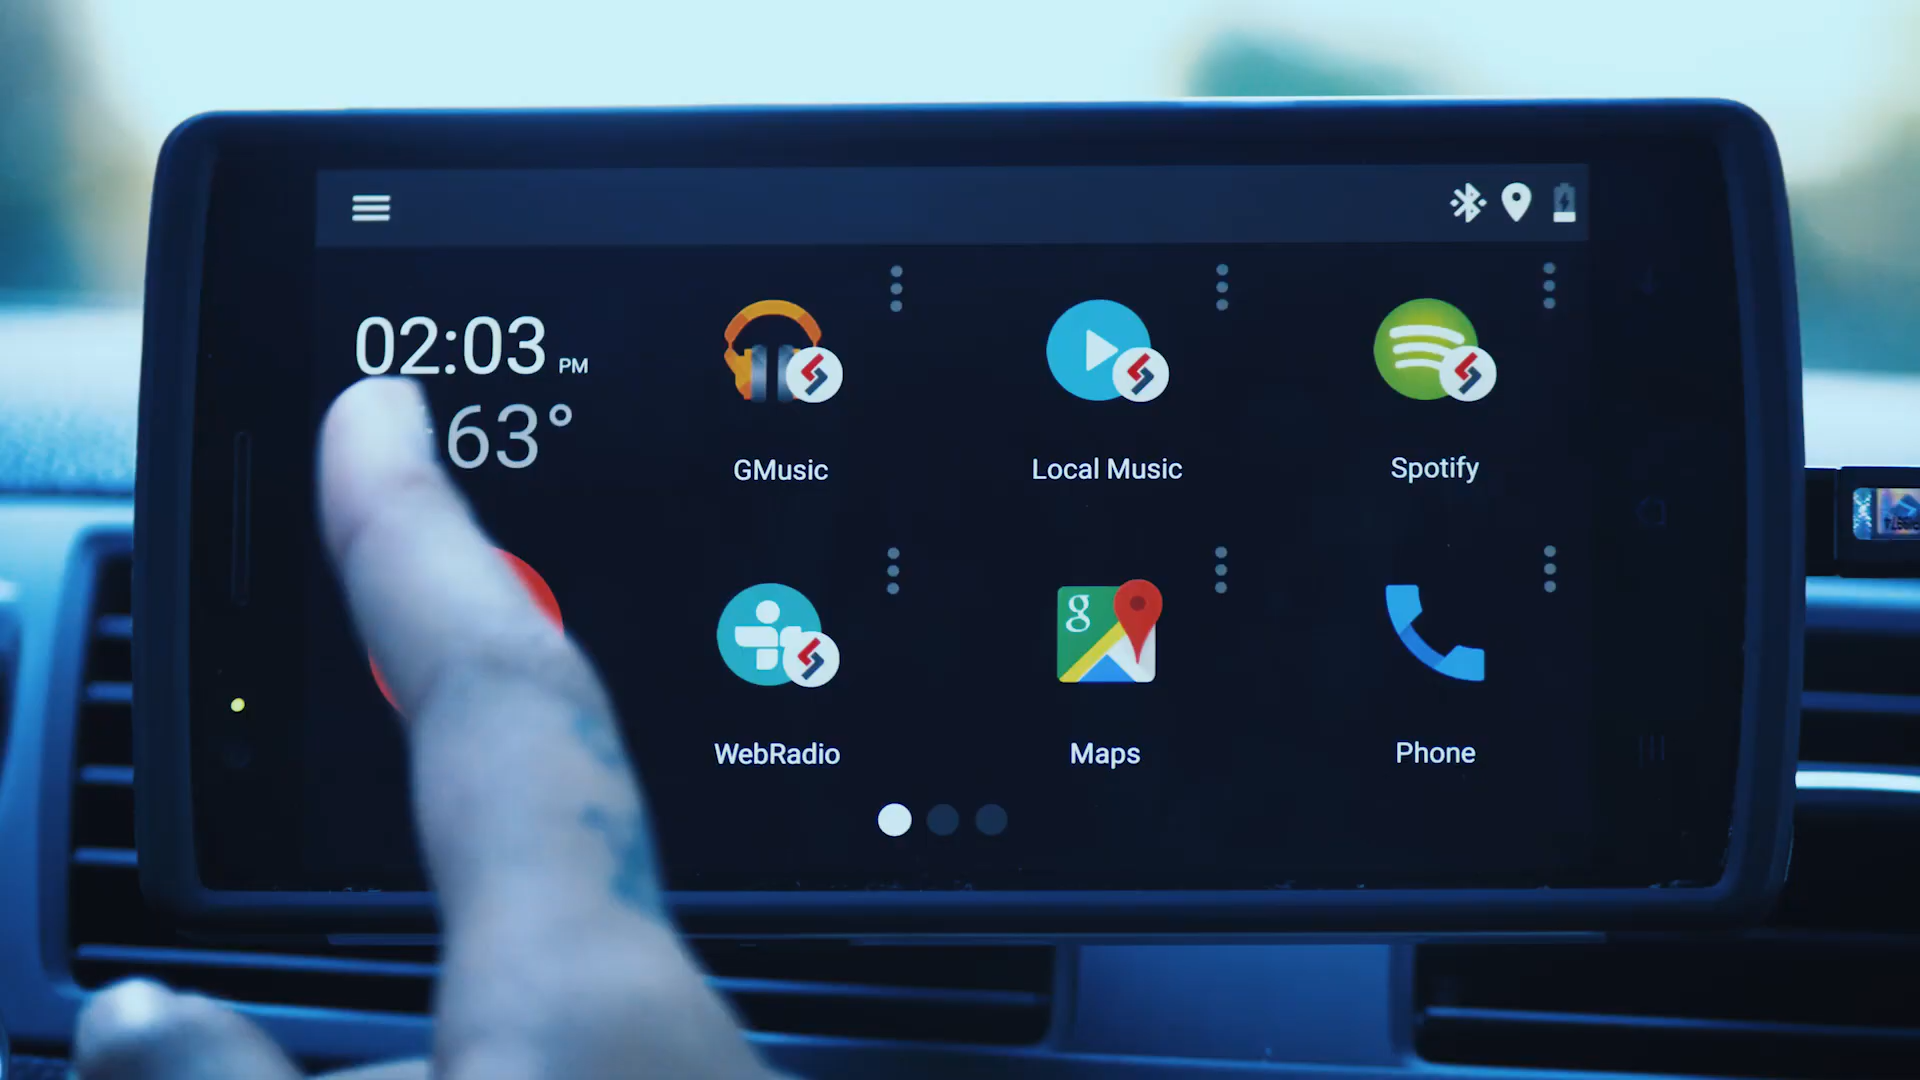 02:03 PM
63°
GMusic
Local Music
Spotify
g
WebRadio
Maps
Phone